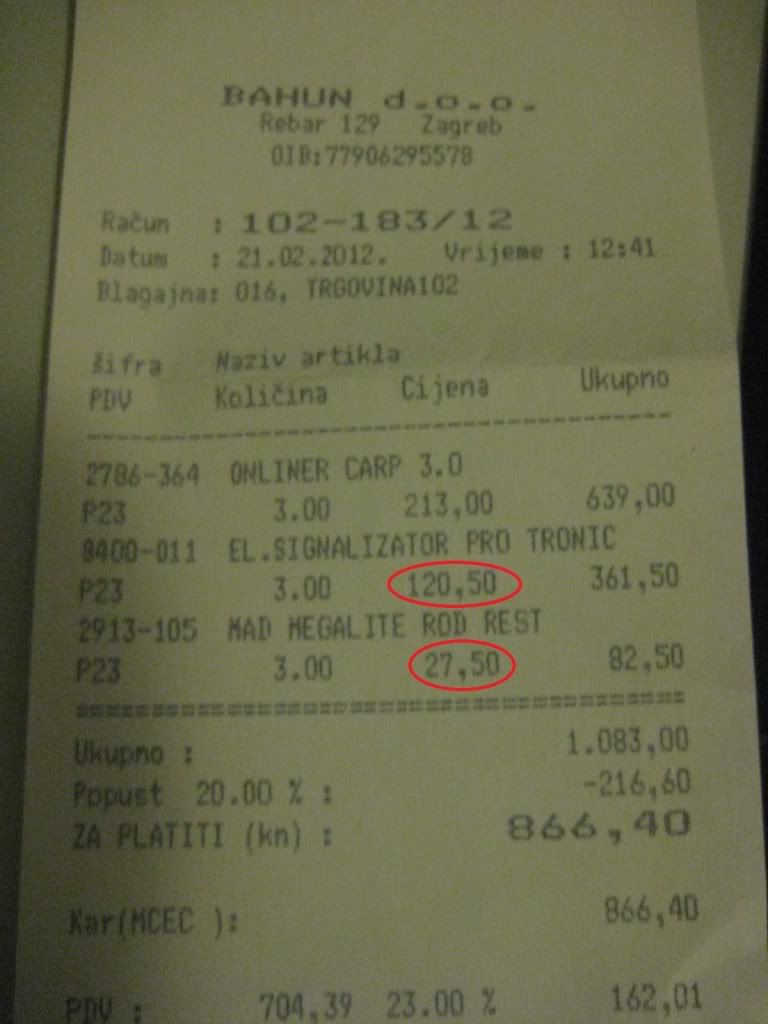 BAHUN d.o.o.
Rebar 129 Zagreb
OIB:77906295578
Račun : 102-183/12
Datum : 21.02.2012. Vrijeme : 12:41
Blagajna: 016, TRGOVINA102
šifra Naziv artikla
PDV Količina Cijena Ukupno
2786-364 ONLINER CARP 3.0
P23 3.00 213,00 639,00
8400-011 EL.SIGNALIZATOR PRO TRONIC
P23 3.00 120,50 361,50
2913-105 MAD MEGALITE ROD REST
P23 3.00 27,50 82,50
Ukupno : 1.083,00
Popust 20.00 % : -216,60
ZA PLATITI (kn) : 866,40
Kar(MCEC ): 866,40
PDV : 704,39 23.00 % 162,01